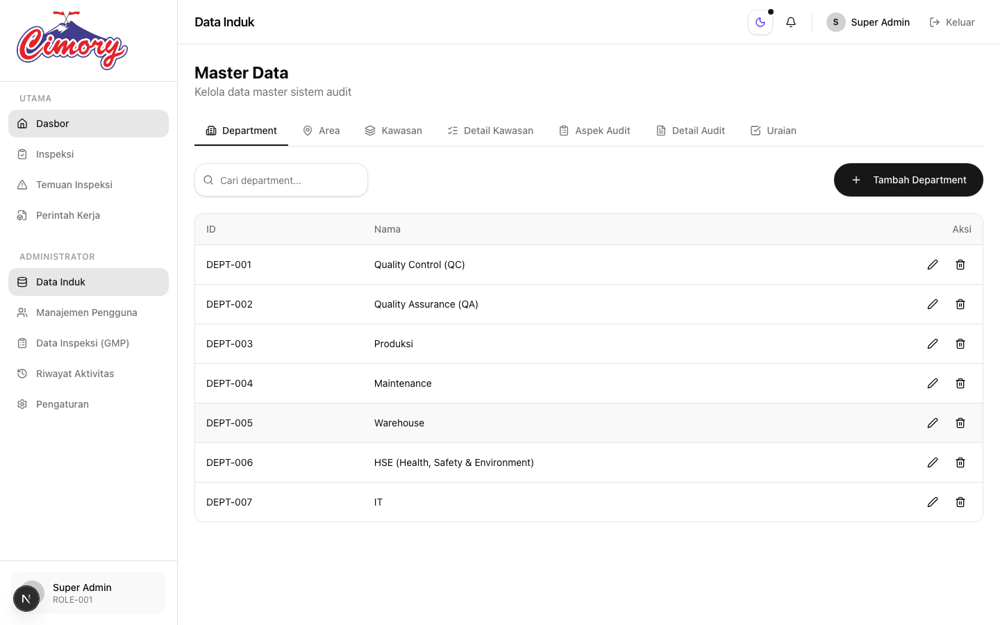 Cimory
UTAMA
Dasbor
Inspeksi
Temuan Inspeksi
Perintah Kerja
ADMINISTRATOR
Data Induk
Manajemen Pengguna
Data Inspeksi (GMP)
Riwayat Aktivitas
Pengaturan
N
Super Admin
ROLE-001
Data Induk
S Super Admin Keluar
Master Data
Kelola data master sistem audit
Department Area Kawasan Detail Kawasan Aspek Audit Detail Audit Uraian
Cari department...
Tambah Department
ID Nama Aksi
DEPT-001 Quality Control (QC)
DEPT-002 Quality Assurance (QA)
DEPT-003 Produksi
DEPT-004 Maintenance
DEPT-005 Warehouse
DEPT-006 HSE (Health, Safety & Environment)
DEPT-007 IT